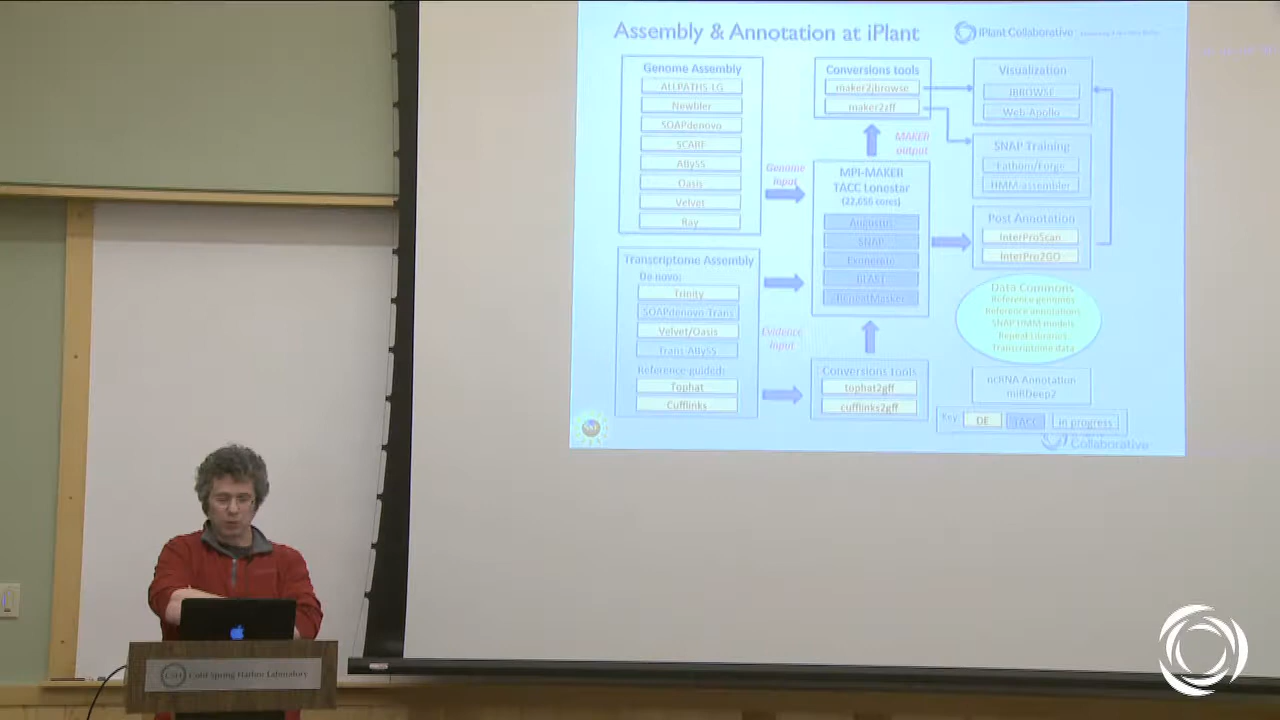 Assembly & Annotation at iPlant
iPlant Collaborative
Genome Assembly
ALLPATHS-LG
Newbler
SOAPdenovo
SCARF
ABySS
Oasis
Velvet
Ray
Transcriptome Assembly
De novo:
Trinity
SOAPdenovo-Trans
Velvet/Oasis
Trans-ABySS
Reference-guided:
Tophat
Cufflinks
Genome
input
Evidence
input
Conversions tools
maker2jbrowse
maker2zff
MAKER
output
MPI-MAKER
TACC Lonestar
(22,656 cores)
Augustus
SNAP
Exonerate
BLAST
RepeatMasker
Conversions tools
tophat2gff
cufflinks2gff
Visualization
JBROWSE
Web-Apollo
SNAP Training
Fathom/Forge
HMM-assembler
Post Annotation
InterProScan
InterPro2GO
Data Commons
Reference genomes
Reference annotations
SNAP HMM models
Transcriptome data
ncRNA Annotation
miRDeep2
Key
DE
TACC
in progress
Collaborative
NSF
CSH Cold Spring Harbor Laboratory